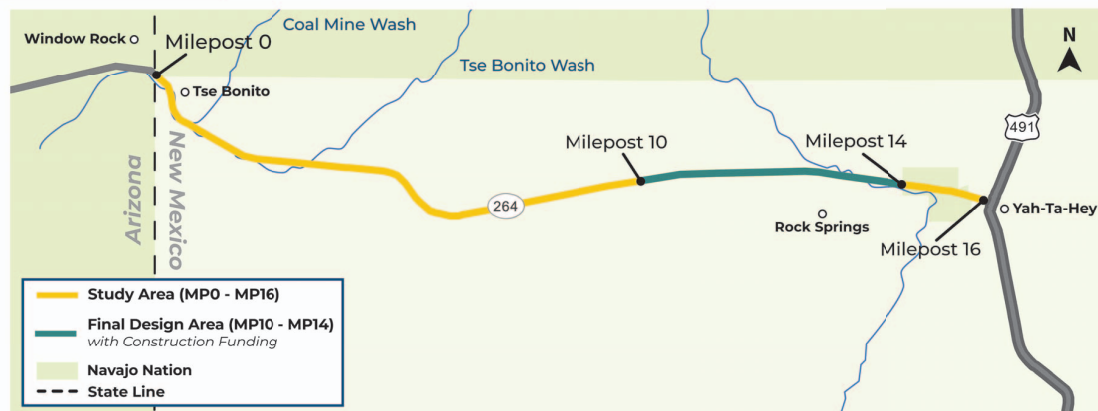 Coal Mine Wash
N
Window Rock
Milepost 0
Tse Bonito Wash
Tse Bonito
491
Milepost 10
Milepost 14
Arizona
New Mexico
264
Rock Springs
Yah-Ta-Hey
Milepost 16
Study Area (MP0 - MP16)
Final Design Area (MP10 - MP14)
with Construction Funding
Navajo Nation
State Line